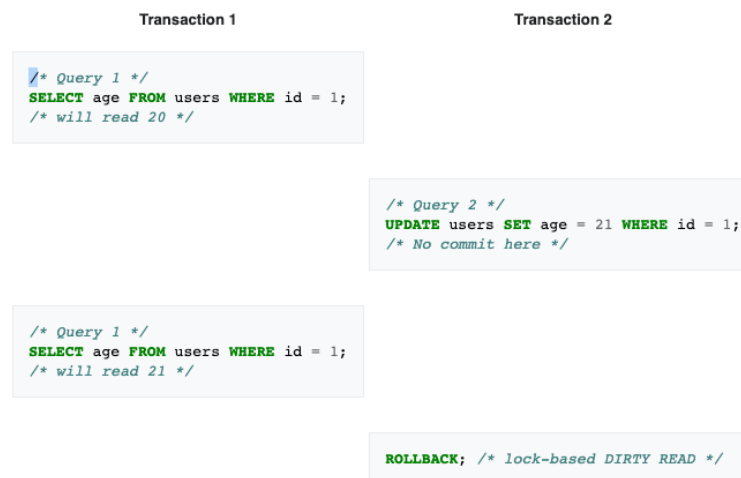 Transaction 1
Transaction 2
/* Query 1 */
SELECT age FROM users WHERE id = 1;
/* will read 20 */
/* Query 2 */
UPDATE users SET age = 21 WHERE id = 1;
/* No commit here */
/* Query 1 */
SELECT age FROM users WHERE id = 1;
/* will read 21 */
ROLLBACK; /* lock-based DIRTY READ */